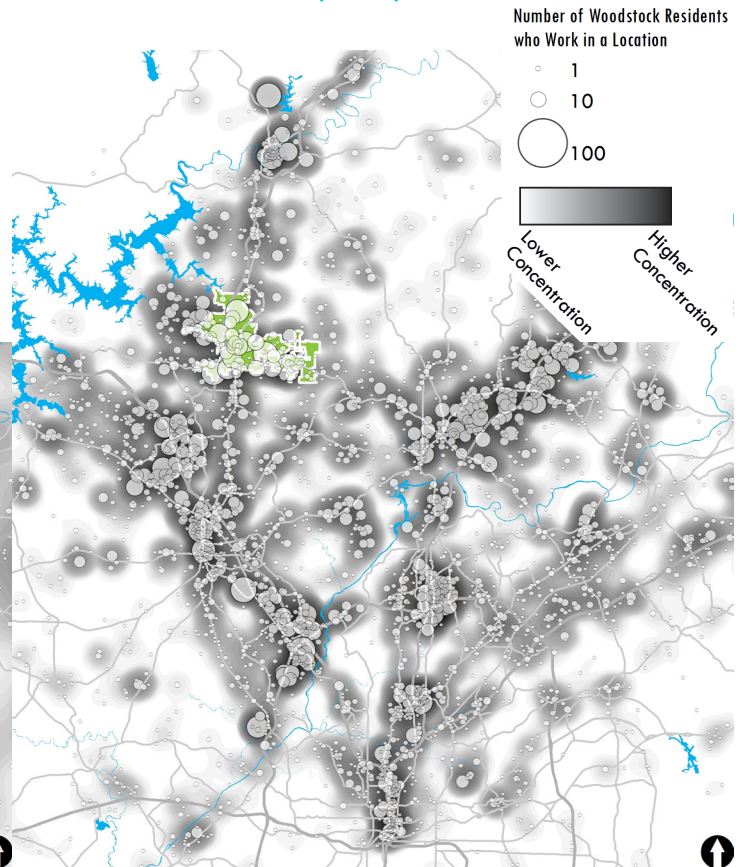 Number of Woodstock Residents
who Work in a Location
1
10
100
Lower
Concentration
Higher
Concentration